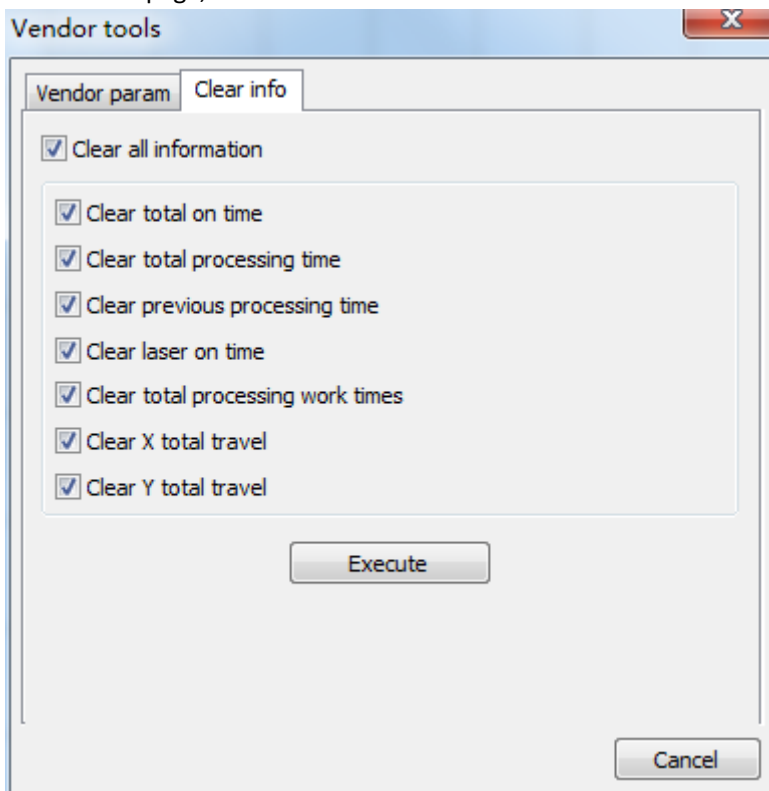 Vendor tools
Vendor param
Clear info
Clear all information
Clear total on time
Clear total processing time
Clear previous processing time
Clear laser on time
Clear total processing work times
Clear X total travel
Clear Y total travel
Execute
Cancel